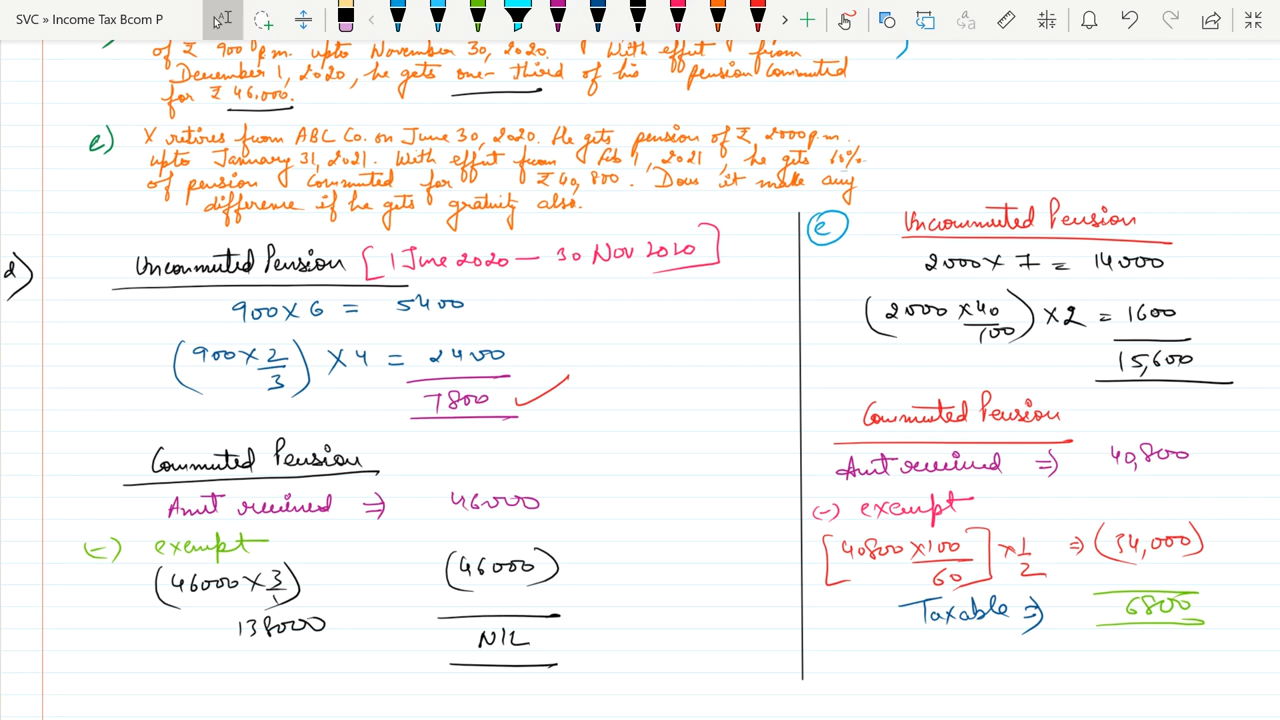 SVC » Income Tax Bcom P
of ₹ 900 p.m. upto November 30, 2020. With effut from
December 1, 2020, he gets one-third of his pension commuted
for ₹ 46,000.
e) X retires from ABC Co. on June 30, 2020. He gets pension of ₹ 2000 p.m.
upto January 31, 2021. With effut from Feb 1, 2021, he gets 60%
of pension commuted for ₹ 40,800. Dous it make any
difference if he gets gratuity also.
d)
Uncommuted Pension [1 June 2020 — 30 Nov 2020]
900 × 6 = 5400
(900 × 2/3) × 4 = 2400
7800
Commuted Pension
Amt received ⇒ 46000
(-) exempt
(46000 × 3/1) (46000)
138000
NIL
e
Uncommuted Pension
2000 × 7 = 14000
(2000 × 40/100) × 2 = 1600
15,600
Commuted Pension
Amt received ⇒ 40,800
(-) exempt
[40800 × 100/60] × 1/2 ⇒ (34,000)
Taxable ⇒ 6800